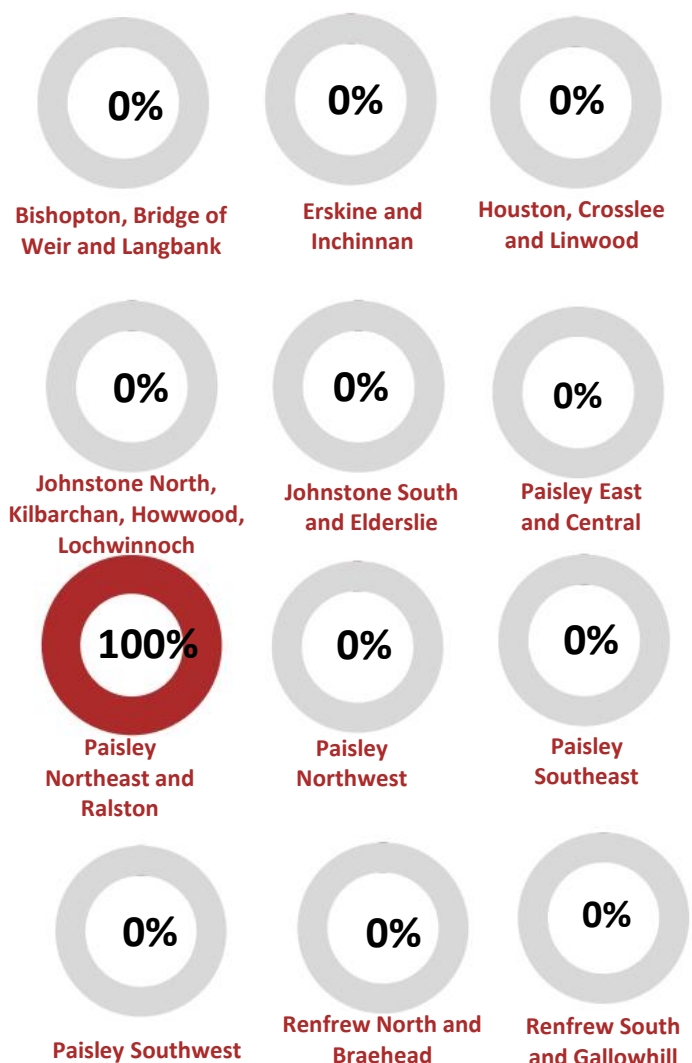 0%
0%
0%
Bishopton, Bridge of
Weir and Langbank
Erskine and
Inchinnan
Houston, Crosslee
and Linwood
0%
0%
0%
Johnstone North,
Kilbarchan, Howwood,
Lochwinnoch
Johnstone South
and Elderslie
Paisley East
and Central
100%
0%
0%
Paisley
Northeast and
Ralston
Paisley
Northwest
Paisley
Southeast
0%
0%
0%
Paisley Southwest
Renfrew North and
Braehead
Renfrew South
and Gallowhill